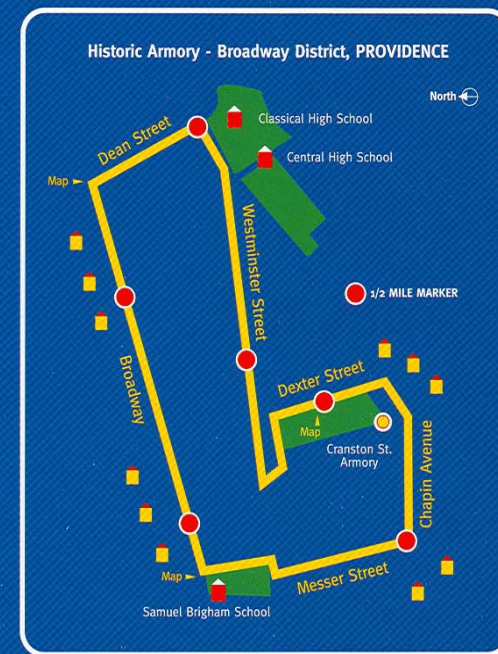 Historic Armory - Broadway District, PROVIDENCE
North
Classical High School
Dean Street
Central High School
Map
Westminster Street
1/2 MILE MARKER
Broadway
Dexter Street
Map
Cranston St.
Armory
Chapin Avenue
Map
Messer Street
Samuel Brigham School